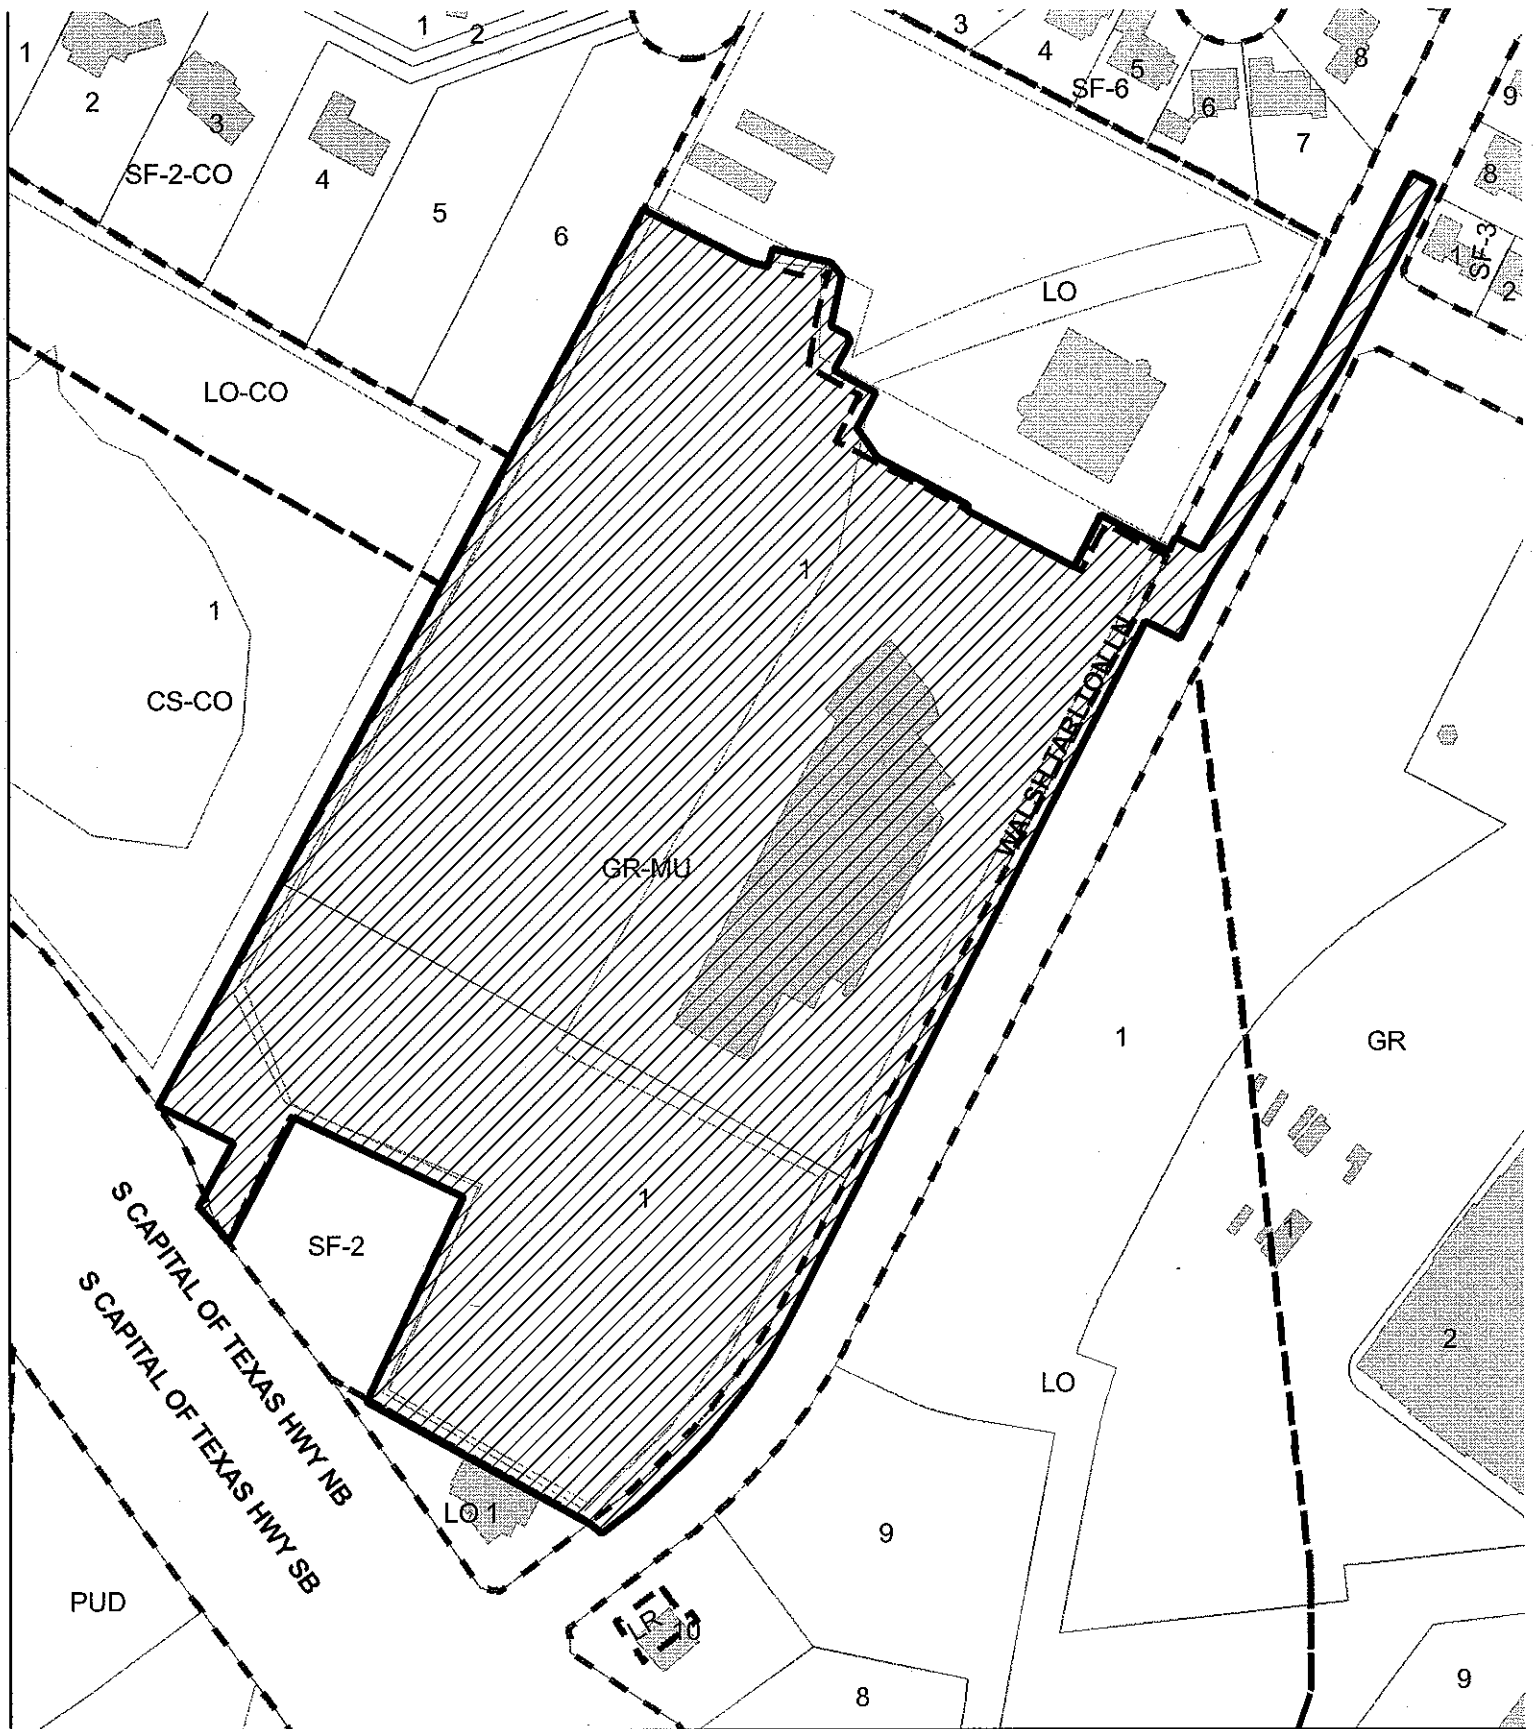 1
2
3
4
8
5
SF-6
1
2
3
6
7
9
8
SF-2-CO
4
5
6
1
SF-3
2
LO
LO-CO
1
1
CS-CO
WALSH TARLTON LN
GR-MU
1
GR
1
1
SF-2
S CAPITAL OF TEXAS HWY NB
S CAPITAL OF TEXAS HWY SB
2
LO
LO 1
9
PUD
LR
10
8
9